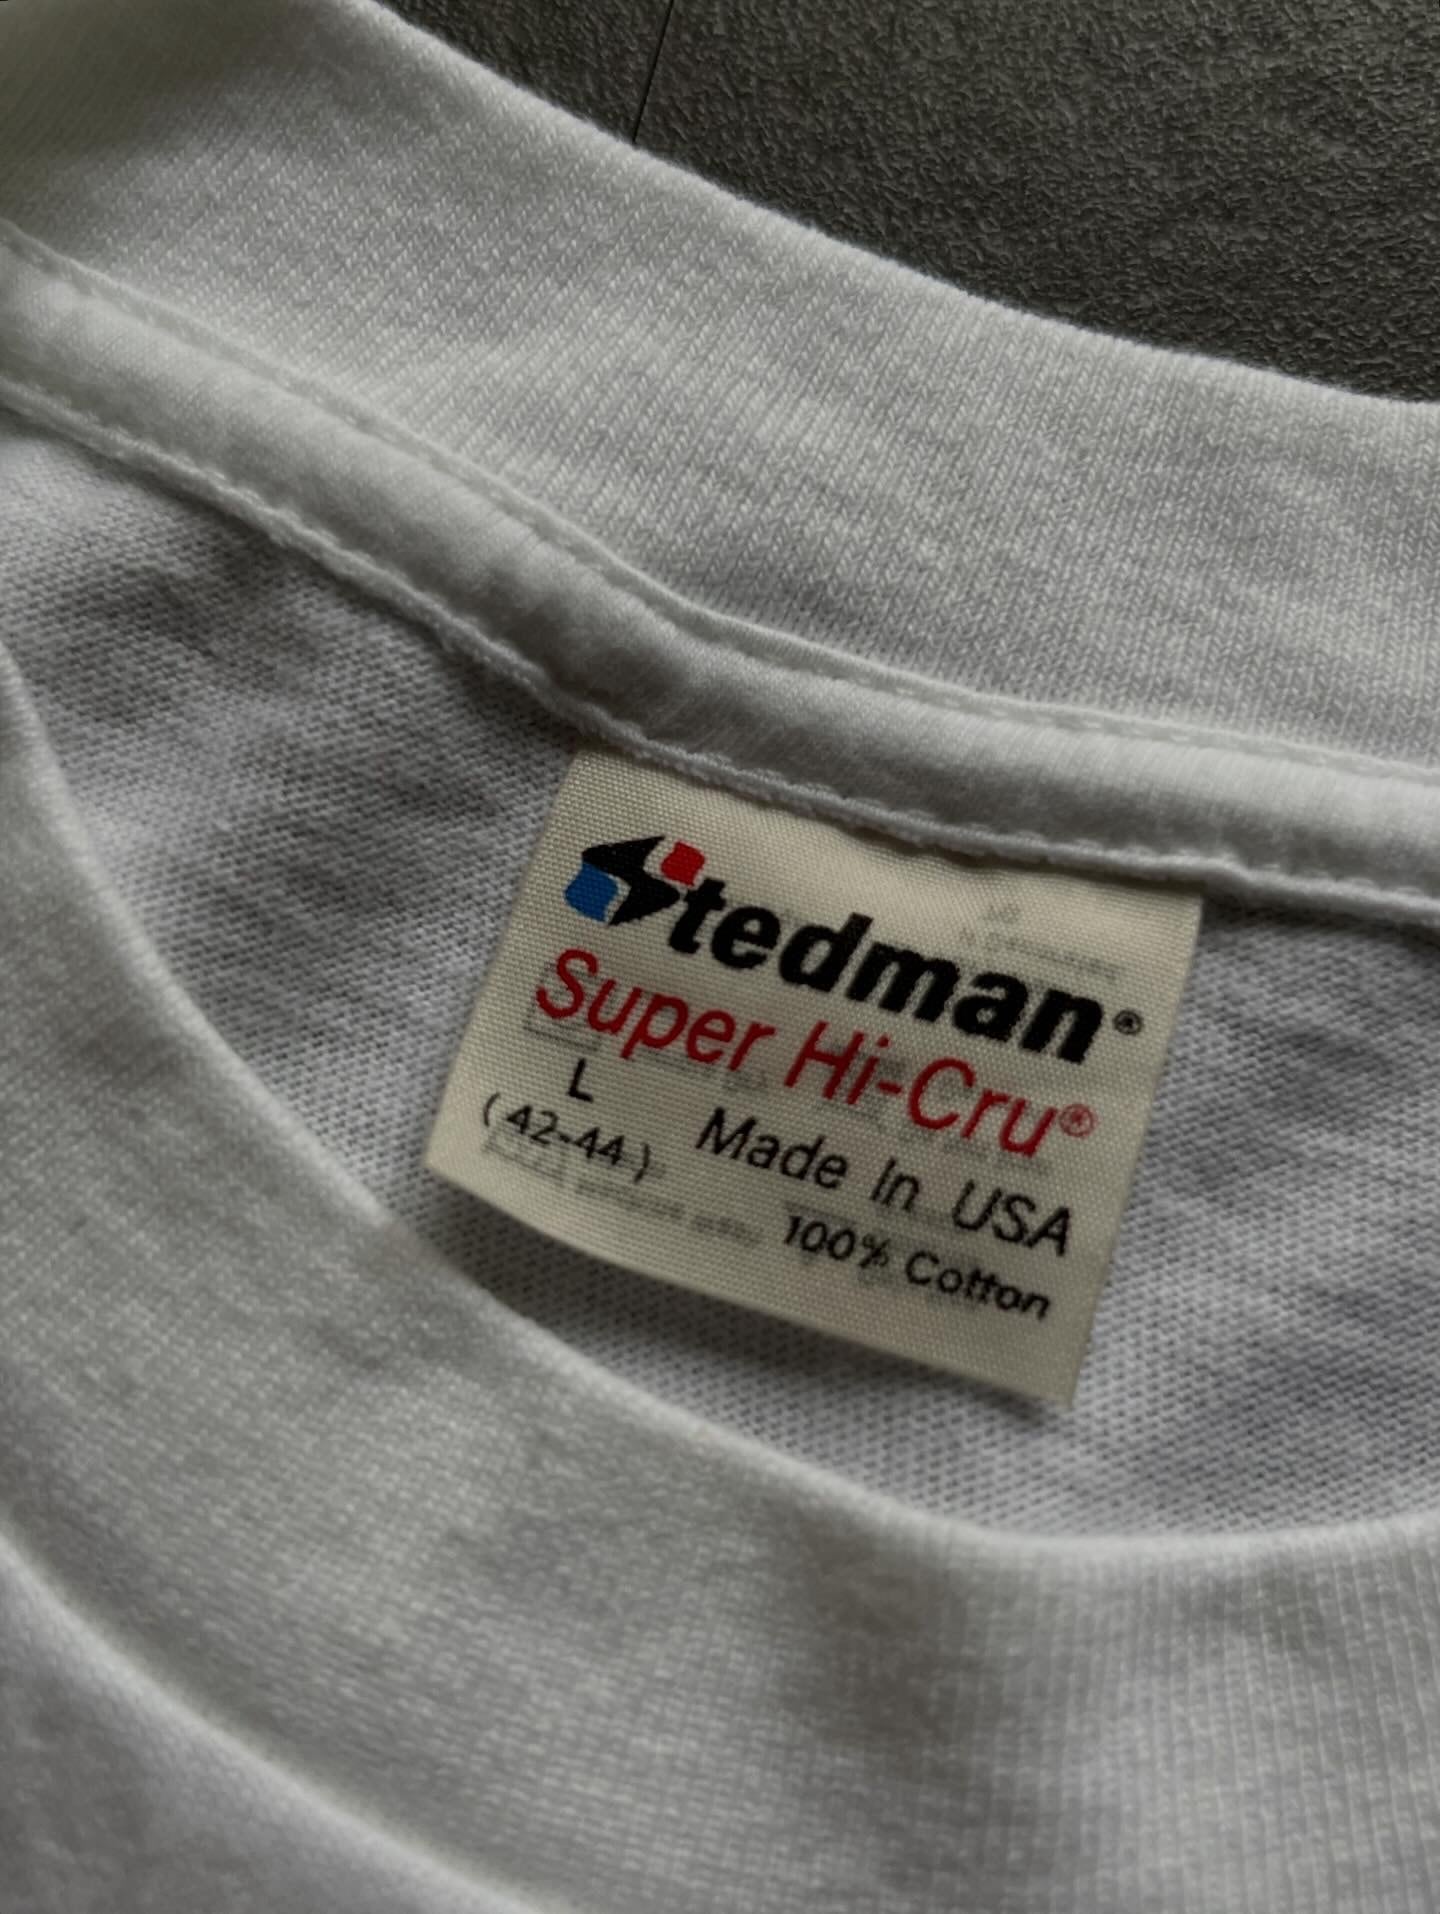 Stedman®
Super Hi-Cru®
L
(42-44)
Made In USA
100% Cotton